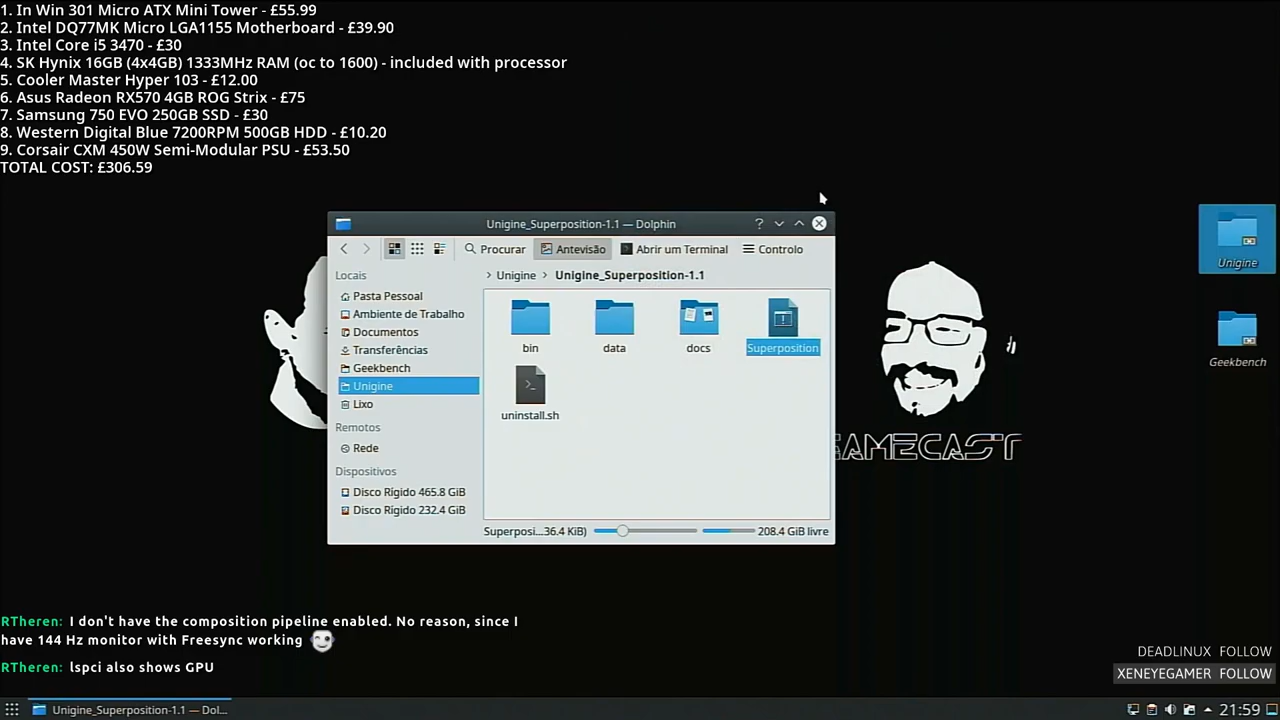 1. In Win 301 Micro ATX Mini Tower - £55.99
2. Intel DQ77MK Micro LGA1155 Motherboard - £39.90
3. Intel Core i5 3470 - £30
4. SK Hynix 16GB (4x4GB) 1333MHz RAM (oc to 1600) - included with processor
5. Cooler Master Hyper 103 - £12.00
6. Asus Radeon RX570 4GB ROG Strix - £75
7. Samsung 750 EVO 250GB SSD - £30
8. Western Digital Blue 7200RPM 500GB HDD - £10.20
9. Corsair CXM 450W Semi-Modular PSU - £53.50
TOTAL COST: £306.59
Unigine_Superposition-1.1 — Dolphin
Procurar Antevisão Abrir um Terminal Controlo
Locais
Pasta Pessoal
Ambiente de Trabalho
Documentos
Transferências
Geekbench
Unigine
Lixo
Remotos
Rede
Dispositivos
Disco Rígido 465.8 GiB
Disco Rígido 232.4 GiB
> Unigine > Unigine_Superposition-1.1
bin data docs Superposition
uninstall.sh
Superposi...36.4 KiB) 208.4 GiB livre
Unigine
Geekbench
GAMECAST
RTheren: I don't have the composition pipeline enabled. No reason, since I
have 144 Hz monitor with Freesync working
RTheren: lspci also shows GPU
DEADLINUX FOLLOW
XENEYEGAMER FOLLOW
Unigine_Superposition-1.1 — Dol...
21:59